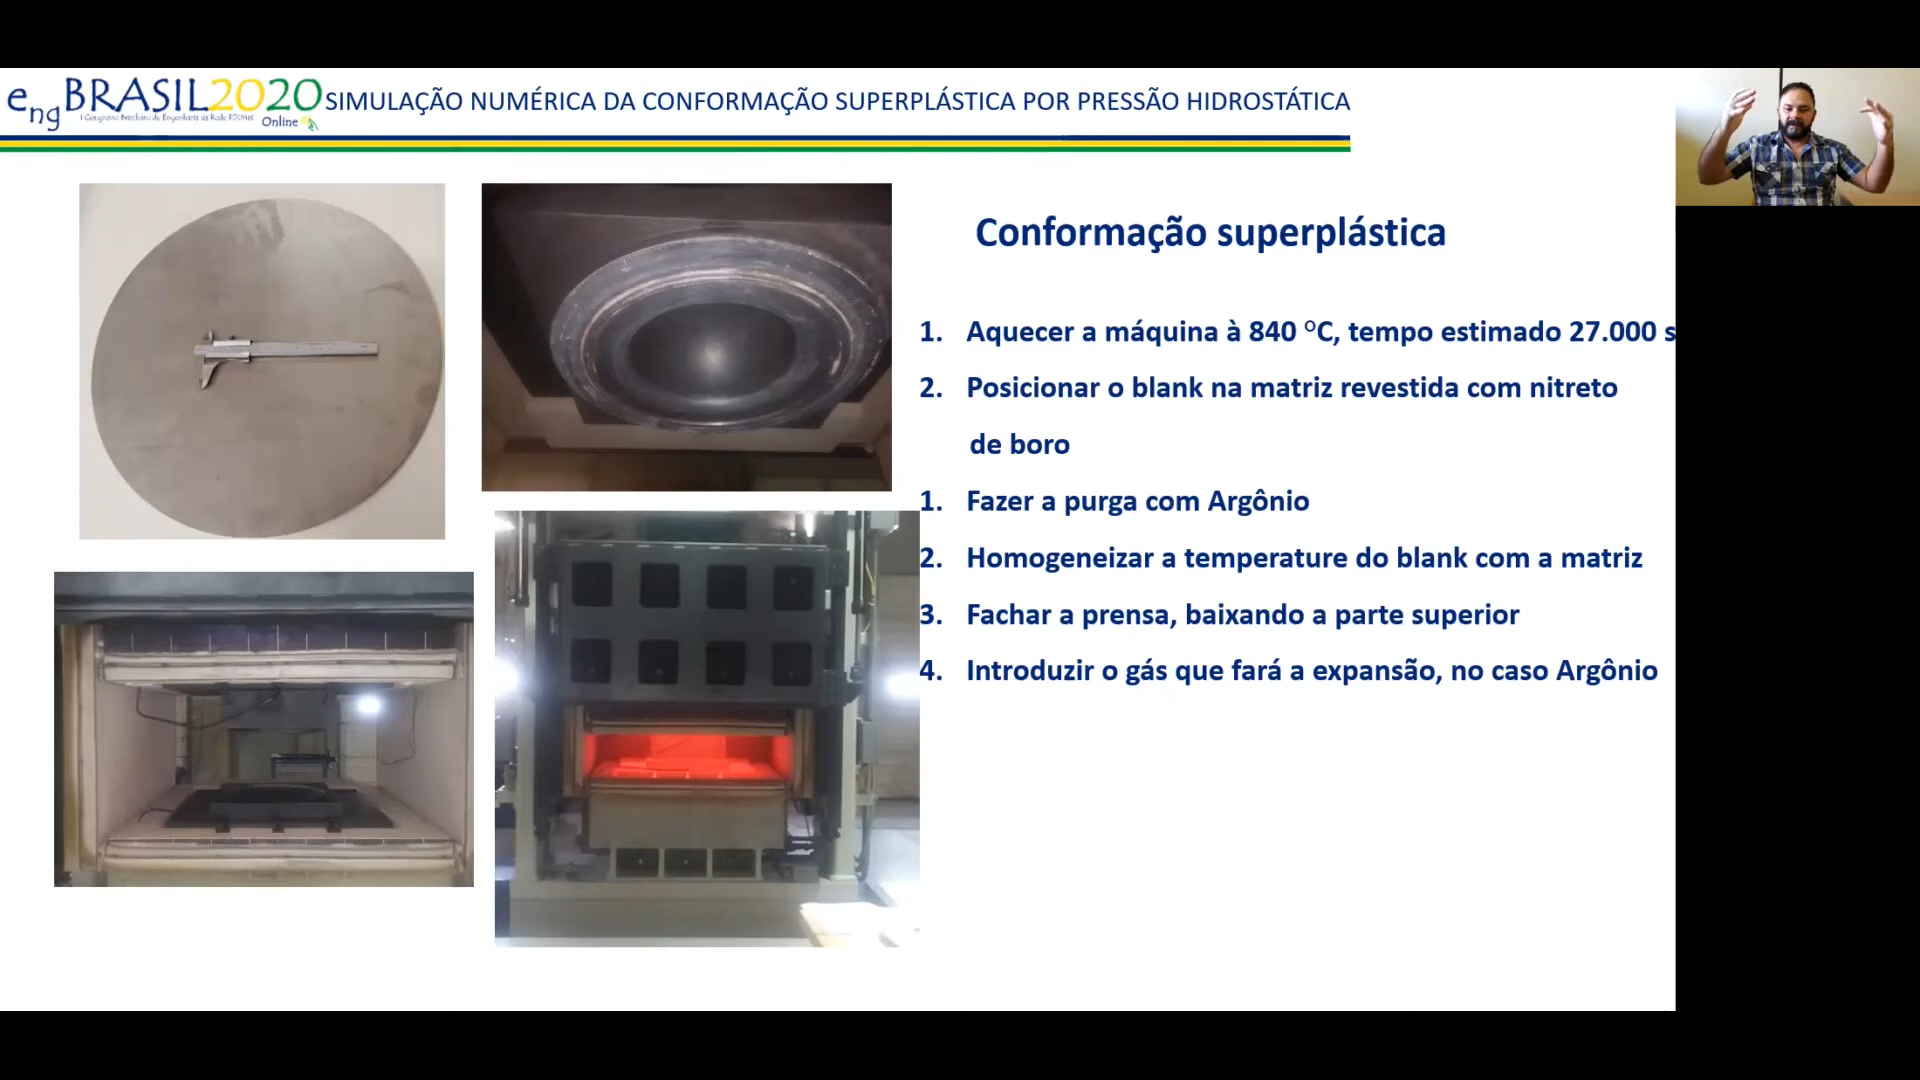 engBRASIL2020
I Congresso Brasileiro de Engenharia da Rede PDIMat
Online
SIMULAÇÃO NUMÉRICA DA CONFORMAÇÃO SUPERPLÁSTICA POR PRESSÃO HIDROSTÁTICA
Conformação superplástica
1. Aquecer a máquina à 840 °C, tempo estimado 27.000 s
2. Posicionar o blank na matriz revestida com nitreto
de boro
1. Fazer a purga com Argônio
2. Homogeneizar a temperature do blank com a matriz
3. Fachar a prensa, baixando a parte superior
4. Introduzir o gás que fará a expansão, no caso Argônio